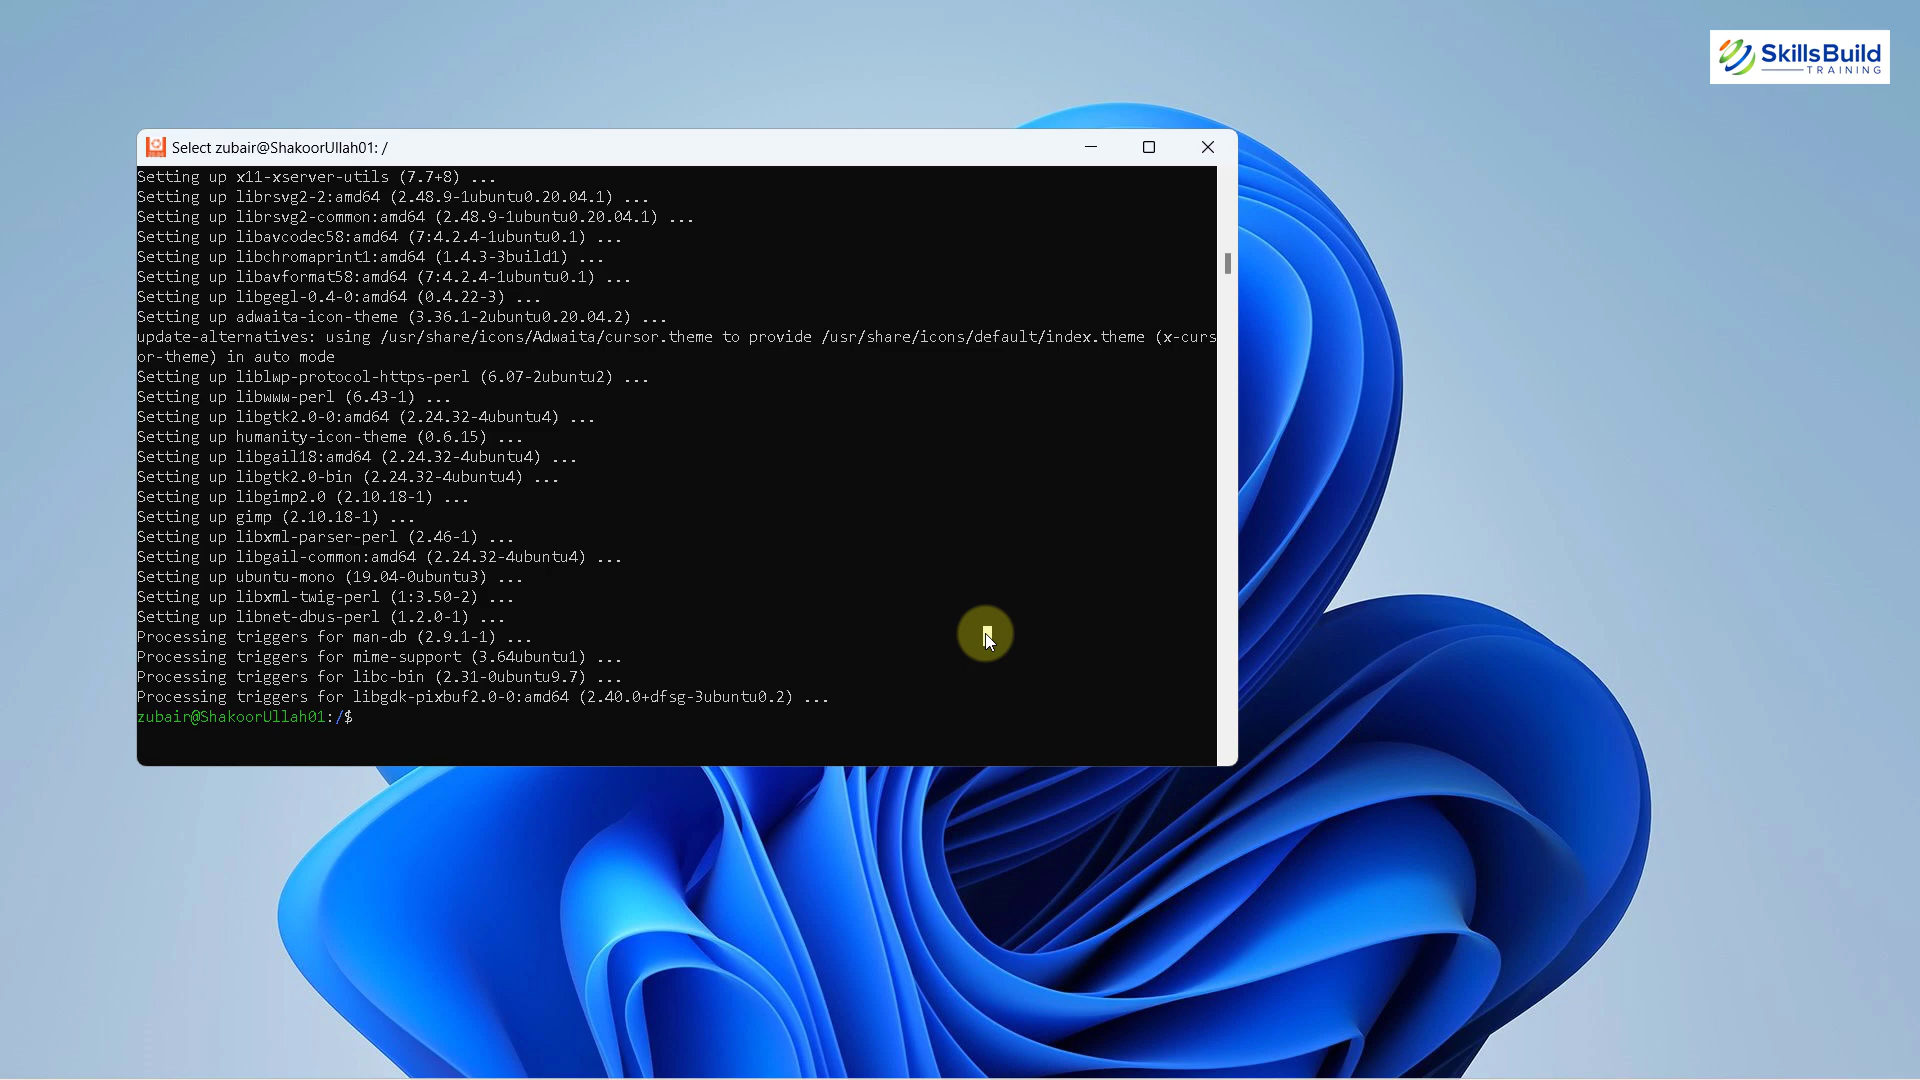 SkillsBuild
TRAINING
Select zubair@ShakoorUllah01: /
Setting up x11-xserver-utils (7.7+8) ...
Setting up librsvg2-2:amd64 (2.48.9-1ubuntu0.20.04.1) ...
Setting up librsvg2-common:amd64 (2.48.9-1ubuntu0.20.04.1) ...
Setting up libavcodec58:amd64 (7:4.2.4-1ubuntu0.1) ...
Setting up libchromaprint1:amd64 (1.4.3-3build1) ...
Setting up libavformat58:amd64 (7:4.2.4-1ubuntu0.1) ...
Setting up libgegl-0.4-0:amd64 (0.4.22-3) ...
Setting up adwaita-icon-theme (3.36.1-2ubuntu0.20.04.2) ...
update-alternatives: using /usr/share/icons/Adwaita/cursor.theme to provide /usr/share/icons/default/index.theme (x-curs
or-theme) in auto mode
Setting up liblwp-protocol-https-perl (6.07-2ubuntu2) ...
Setting up libwww-perl (6.43-1) ...
Setting up libgtk2.0-0:amd64 (2.24.32-4ubuntu4) ...
Setting up humanity-icon-theme (0.6.15) ...
Setting up libgail18:amd64 (2.24.32-4ubuntu4) ...
Setting up libgtk2.0-bin (2.24.32-4ubuntu4) ...
Setting up libgimp2.0 (2.10.18-1) ...
Setting up gimp (2.10.18-1) ...
Setting up libxml-parser-perl (2.46-1) ...
Setting up libgail-common:amd64 (2.24.32-4ubuntu4) ...
Setting up ubuntu-mono (19.04-0ubuntu3) ...
Setting up libxml-twig-perl (1:3.50-2) ...
Setting up libnet-dbus-perl (1.2.0-1) ...
Processing triggers for man-db (2.9.1-1) ...
Processing triggers for mime-support (3.64ubuntu1) ...
Processing triggers for libc-bin (2.31-0ubuntu9.7) ...
Processing triggers for libgdk-pixbuf2.0-0:amd64 (2.40.0+dfsg-3ubuntu0.2) ...
zubair@ShakoorUllah01:/$